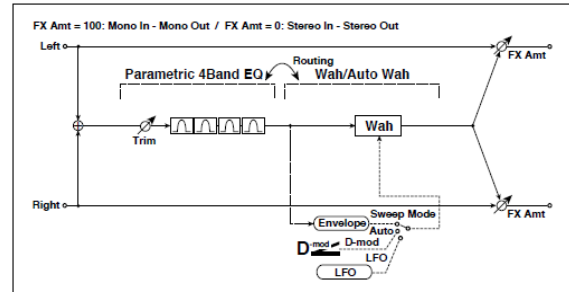 FX Amt = 100: Mono In - Mono Out / FX Amt = 0: Stereo In - Stereo Out
Left
FX Amt
Routing
Parametric 4Band EQ
Wah/Auto Wah
Trim
Wah
Right
FX Amt
Envelope
Sweep Mode
Auto
D-mod
D-mod
LFO
LFO